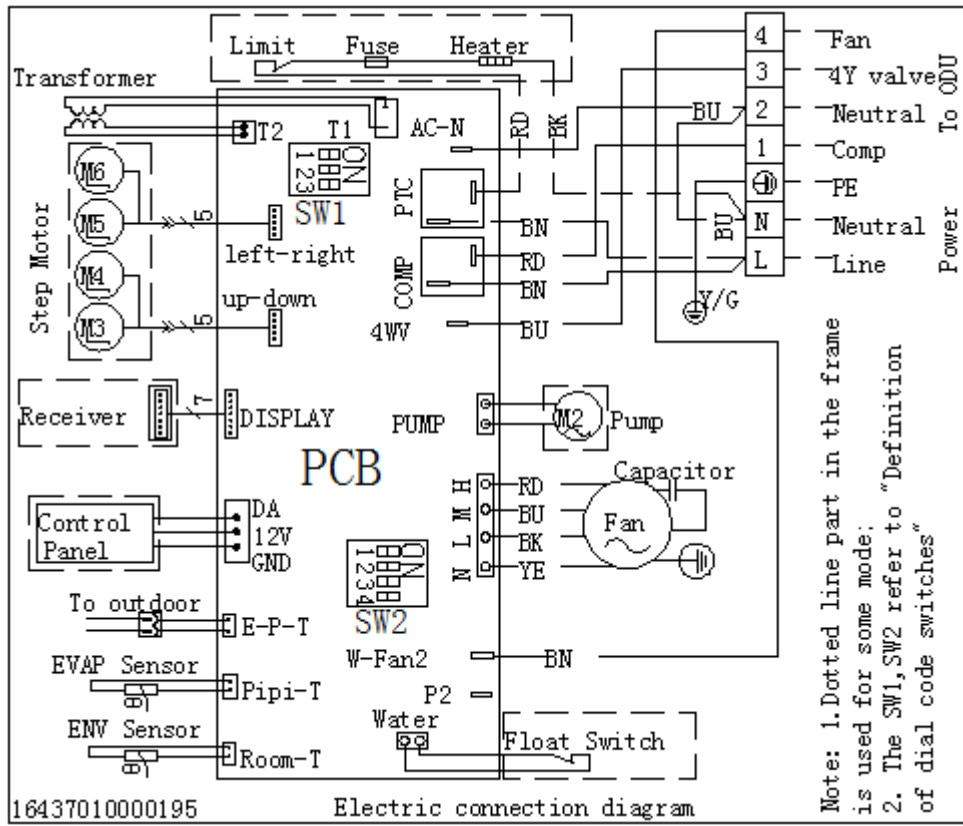 Limit Fuse Heater
Transformer
T2
T1
1
AC-N
ON
123
SW1
RD
BK
BU
4 Fan
3 4Y valve
2 Neutral
1 Comp
PE
N Neutral
L Line
To ODU
Power
BU
Y/G
PTC
BN
COMP
RD
BN
4WV
BU
Step Motor
M6
M5
M4
M3
5
left-right
up-down
5
Receiver
7
DISPLAY
PUMP
M2
Pump
PCB
Control
Panel
DA
12V
GND
H RD
M BU
L BK
N YE
Capacitor
Fan
ON
1234
SW2
To outdoor
E-P-T
W-Fan2
BN
EVAP Sensor
Pipi-T
θ
P2
ENV Sensor
Room-T
θ
Water
Float Switch
Note: 1.Dotted line part in the frame
is used for some mode;
2. The SW1,SW2 refer to "Definition
of dial code switches"
16437010000195
Electric connection diagram